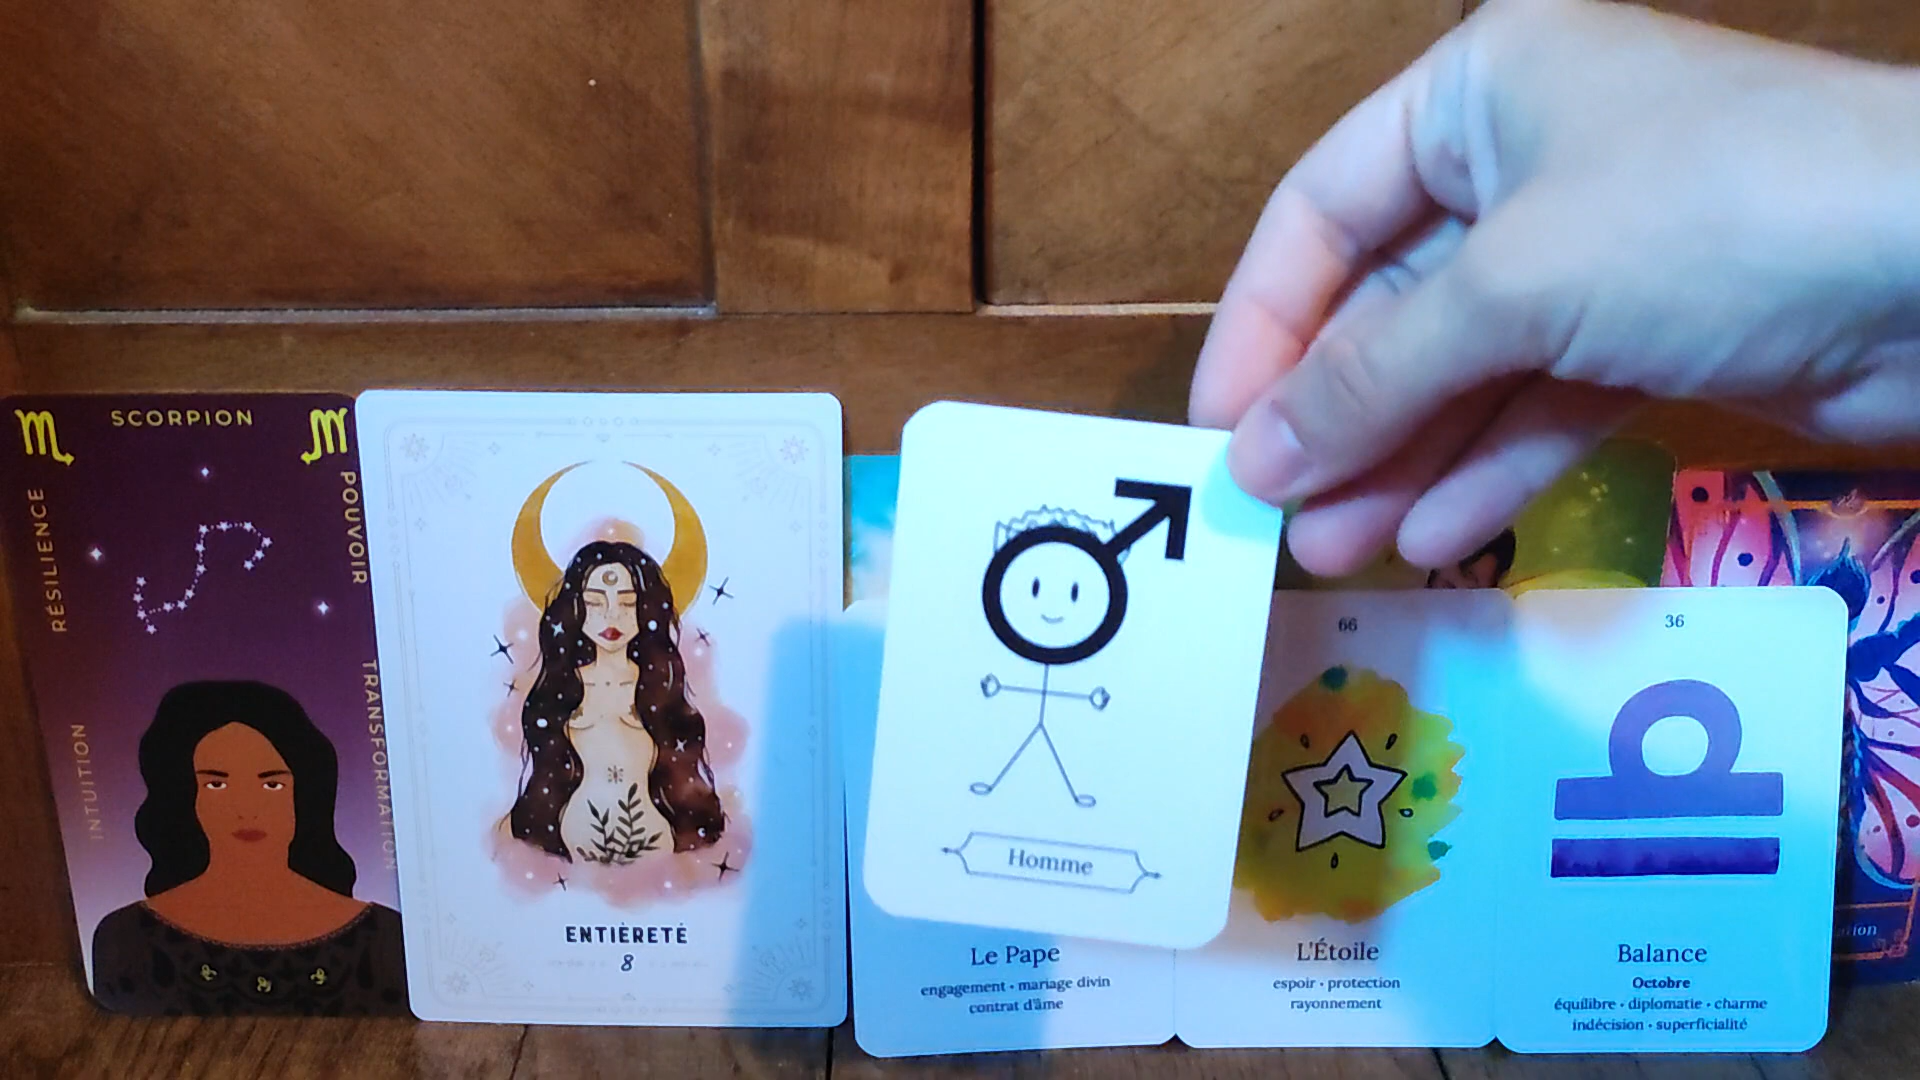 SCORPION
RÉSILIENCE
POUVOIR
INTUITION
TRANSFORMATION
ENTIÈRETÉ
8
Homme
Le Pape
engagement • mariage divin
contrat d'âme
66
L'Étoile
espoir • protection
rayonnement
36
Balance
Octobre
équilibre • diplomatie • charme
indécision • superficialité